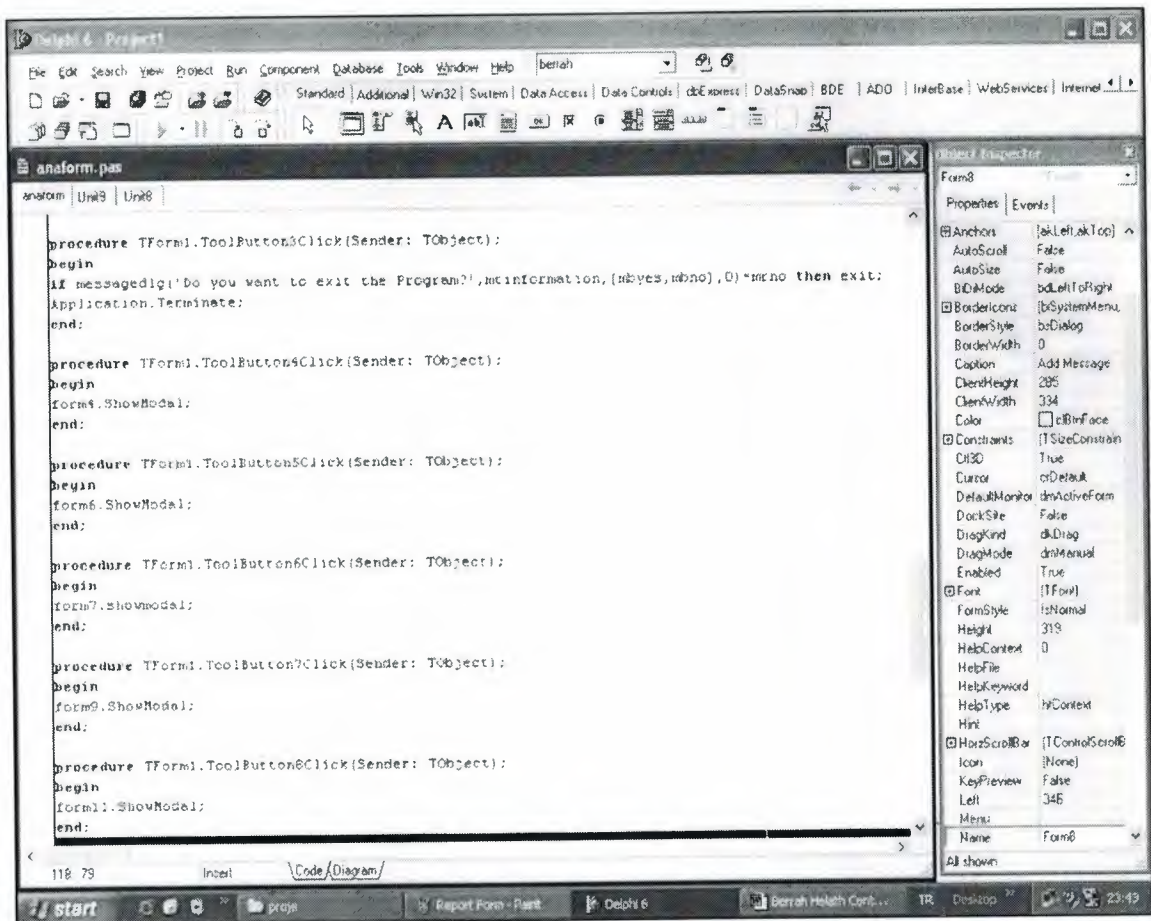 Delphi 6 Project1
File Edit Search View Project Run Component Database Tools Window Help berrah
Standard Additional Win32 System Data Access Data Controls dbExpress DataSnap BDE ADO InterBase WebServices Internet
anaform.pas
anaform Unit9 Unit8
procedure TForm1.ToolButton3Click(Sender: TObject);
begin
if messagedlg('Do you want to exit the Program?',mtinformation,[mbyes,mbno],0)=mrno then exit;
Application.Terminate;
end;
procedure TForm1.ToolButton4Click(Sender: TObject);
begin
form4.ShowModal;
end;
procedure TForm1.ToolButton5Click(Sender: TObject);
begin
form6.ShowModal;
end;
procedure TForm1.ToolButton6Click(Sender: TObject);
begin
form7.showmodal;
end;
procedure TForm1.ToolButton7Click(Sender: TObject);
begin
form9.ShowModal;
end;
procedure TForm1.ToolButton8Click(Sender: TObject);
begin
form11.ShowModal;
end;
118: 79 Insert Code Diagram
Object Inspector
Form8
Properties Events
Anchors [akLeft,akTop]
AutoScroll False
AutoSize False
BiDiMode bdLeftToRight
BorderIcons [biSystemMenu,
BorderStyle bsDialog
BorderWidth 0
Caption Add Message
ClientHeight 285
ClientWidth 334
Color clBtnFace
Constraints (TSizeConstrain
Ctl3D True
Cursor crDefault
DefaultMonitor dmActiveForm
DockSite False
DragKind dkDrag
DragMode dmManual
Enabled True
Font (TFont)
FormStyle fsNormal
Height 319
HelpContext 0
HelpFile
HelpKeyword
HelpType htContext
Hint
HorzScrollBar (TControlScrollB
Icon (None)
KeyPreview False
Left 346
Menu
Name Form8
All shown
start proje Report Form - Paint Delphi 6 Berrah Helath Cent... TR Desktop 23:43